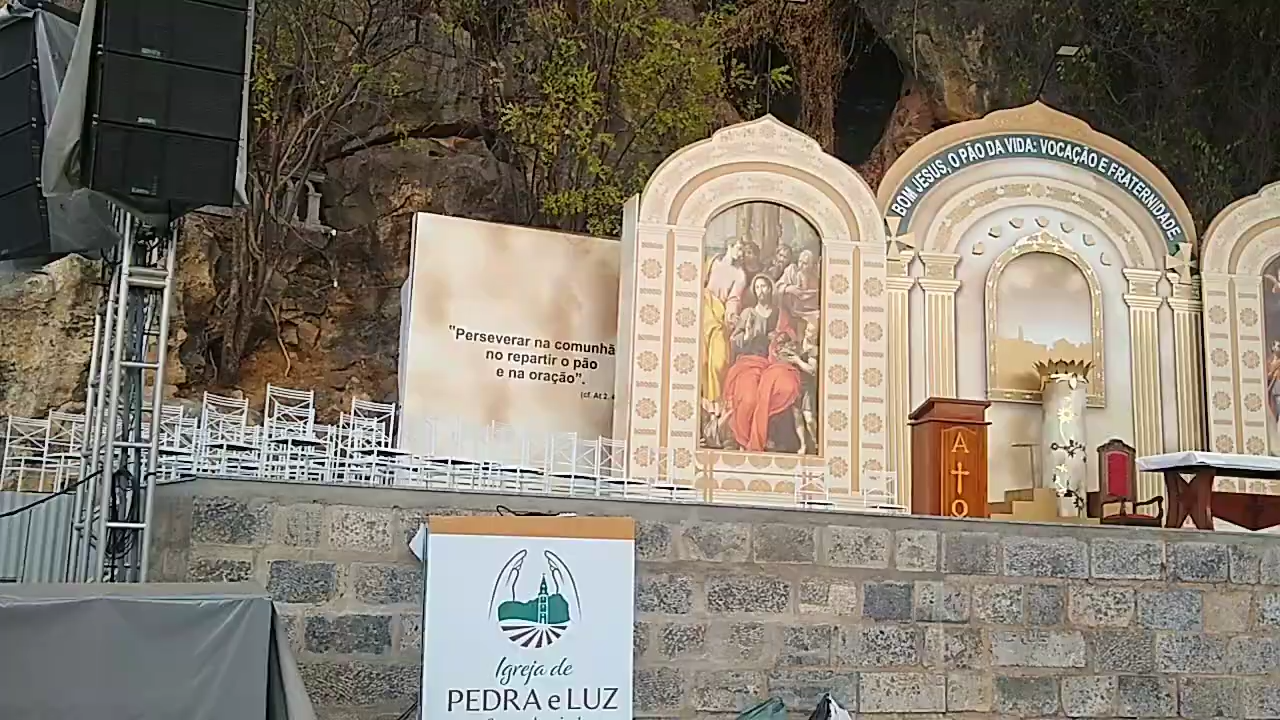 BOM JESUS, O PÃO DA VIDA: VOCAÇÃO E FRATERNIDADE
"Perseverar na comunhã
no repartir o pão
e na oração".
(cf. At 2.
A
O
Igreja de
PEDRA e LUZ